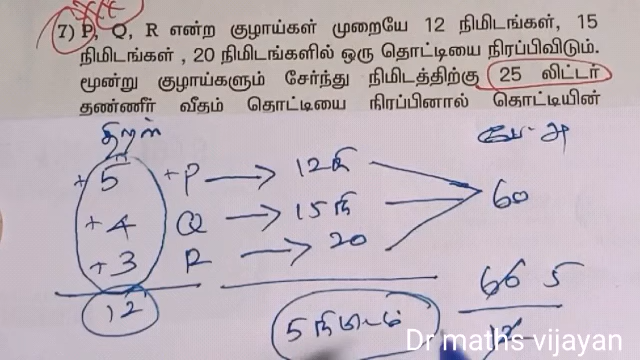 7) P, Q, R என்ற குழாய்கள் முறையே 12 நிமிடங்கள், 15
நிமிடங்கள் , 20 நிமிடங்களில் ஒரு தொட்டியை நிரப்பிவிடும்.
மூன்று குழாய்களும் சேர்ந்து நிமிடத்திற்கு 25 லிட்டர்
தண்ணீர் வீதம் தொட்டியை நிரப்பினால் தொட்டியின்
திறன்
+5 +P → 12நி
60
+4 Q → 15நி
+3 R → 20
12
5 நிமிடம்
60 5
12
Dr maths vijayan